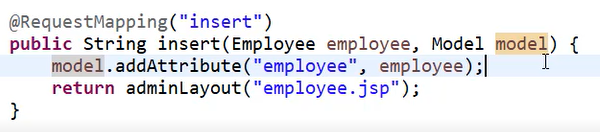 @RequestMapping("insert")
public String insert(Employee employee, Model model) {
model.addAttribute("employee", employee);
return adminLayout("employee.jsp");
}